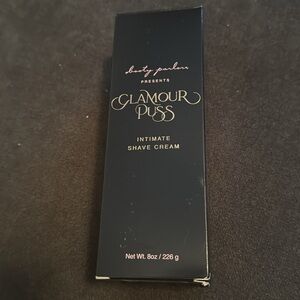 booty parlor
PRESENTS
GLAMOUR
PUSS
INTIMATE
SHAVE CREAM
Net Wt. 8oz / 226 g